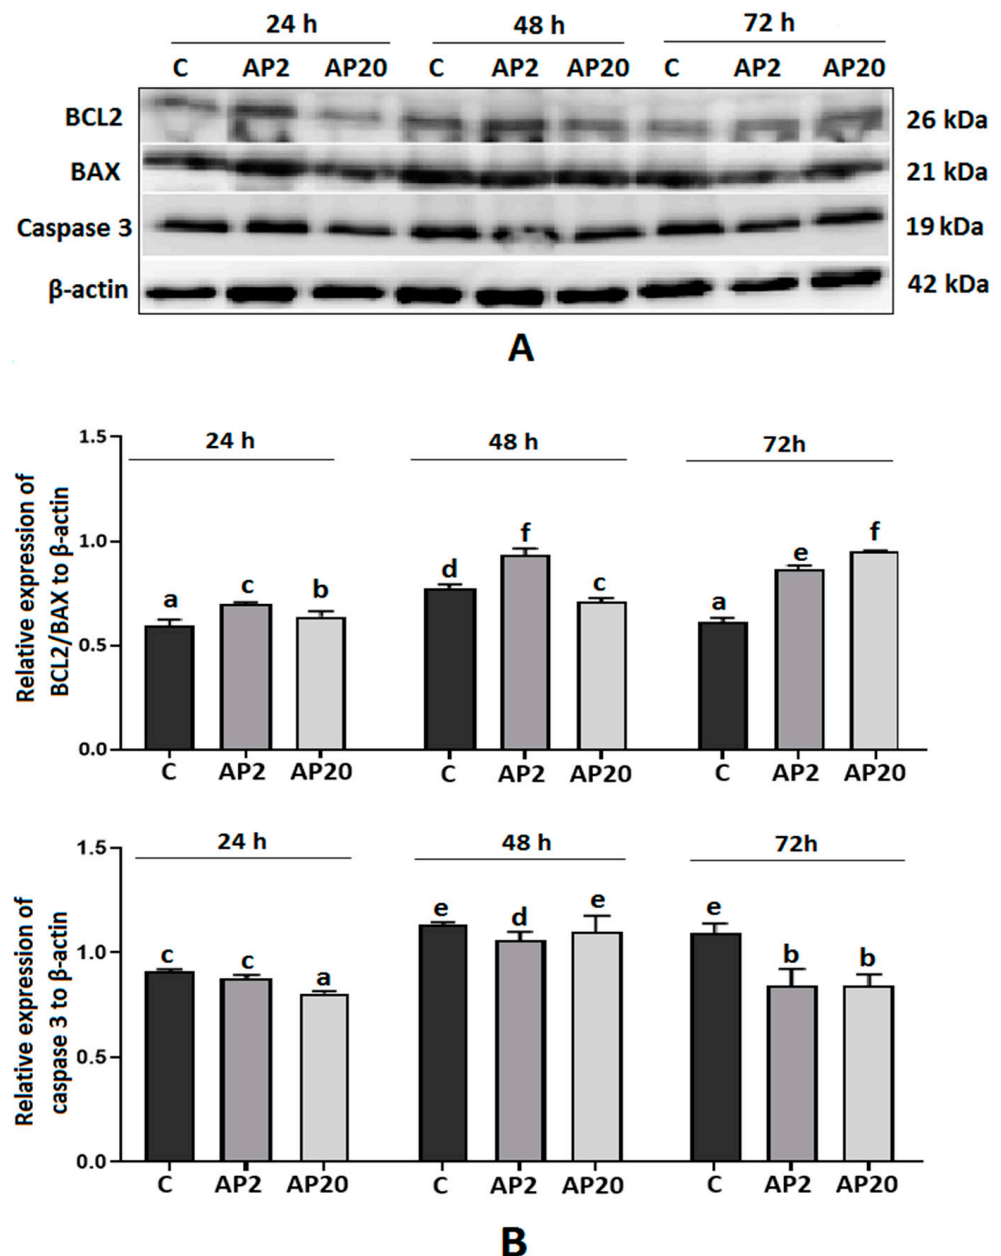 24 h 48 h 72 h
C AP2 AP20 C AP2 AP20 C AP2 AP20
BCL2 26 kDa
BAX 21 kDa
Caspase 3 19 kDa
β-actin 42 kDa
A
Relative expression of
BCL2/BAX to β-actin
1.5
1.0
0.5
0.0
24 h 48 h 72h
a c b d f c a e f
C AP2 AP20 C AP2 AP20 C AP2 AP20
Relative expression of
caspase 3 to β-actin
1.5
1.0
0.5
0.0
24 h 48 h 72h
c c a e d e e b b
C AP2 AP20 C AP2 AP20 C AP2 AP20
B